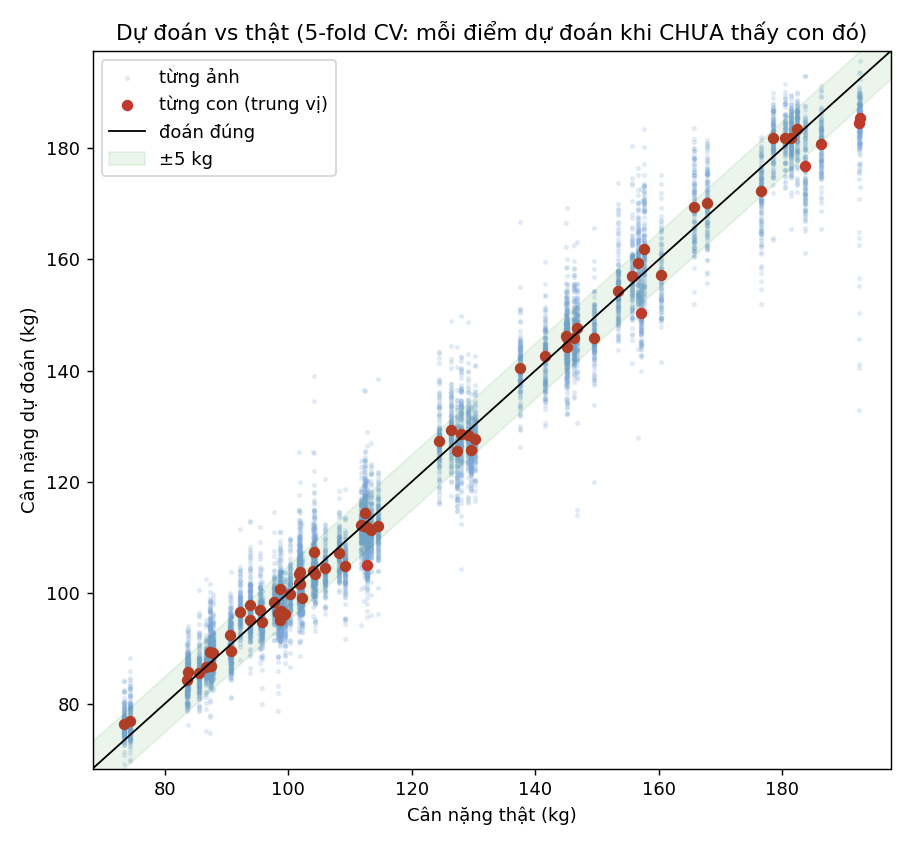 Dự đoán vs thật (5-fold CV: mỗi điểm dự đoán khi CHƯA thấy con đó)
từng ảnh
từng con (trung vị)
đoán đúng
±5 kg
Cân nặng dự đoán (kg)
180
160
140
120
100
80
80 100 120 140 160 180
Cân nặng thật (kg)